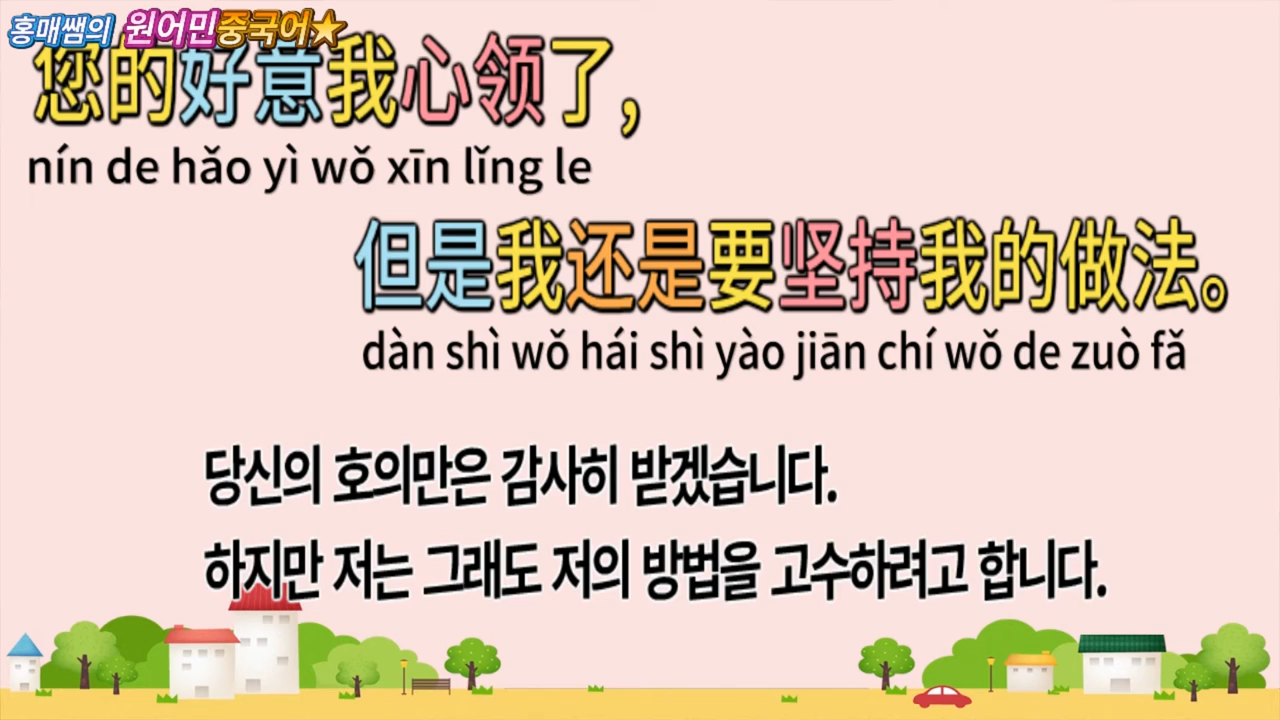 홍매쌤의 원어민중국어★
您的好意我心领了，
nín de hǎo yì wǒ xīn lǐng le
但是我还是要坚持我的做法。
dàn shì wǒ hái shì yào jiān chí wǒ de zuò fǎ
당신의 호의만은 감사히 받겠습니다.
하지만 저는 그래도 저의 방법을 고수하려고 합니다.